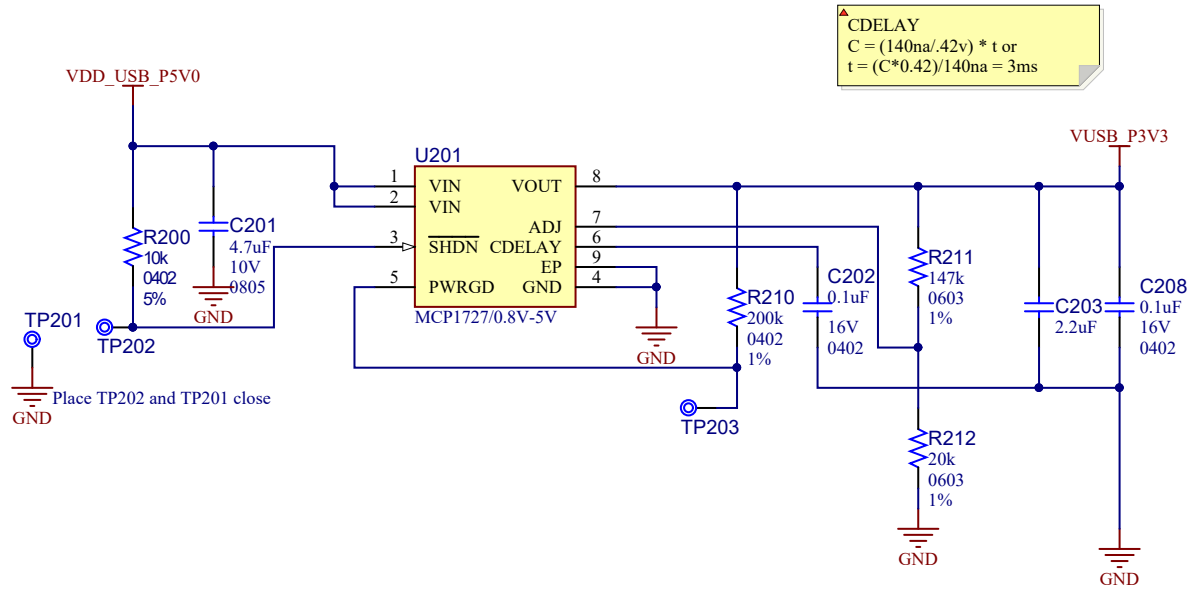 CDELAY
C = (140na/.42v) * t or
t = (C*0.42)/140na = 3ms
VDD_USB_P5V0
VUSB_P3V3
U201
1 VIN
2 VIN
3 SHDN
5 PWRGD
VOUT 8
ADJ 7
CDELAY 6
EP 9
GND 4
MCP1727/0.8V-5V
R200
10k
0402
5%
C201
4.7uF
10V
0805
GND
TP201
TP202
GND
Place TP202 and TP201 close
GND
R210
200k
0402
1%
TP203
C202
0.1uF
16V
0402
R211
147k
0603
1%
R212
20k
0603
1%
GND
C203
2.2uF
C208
0.1uF
16V
0402
GND